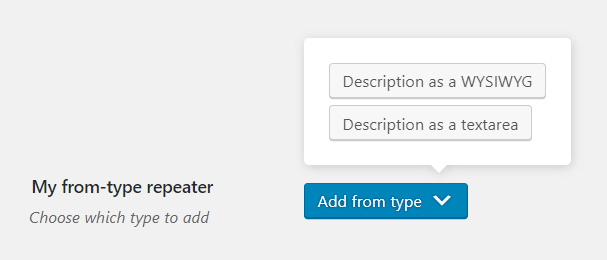 Description as a WYSIWYG
Description as a textarea
My from-type repeater
Choose which type to add
Add from type